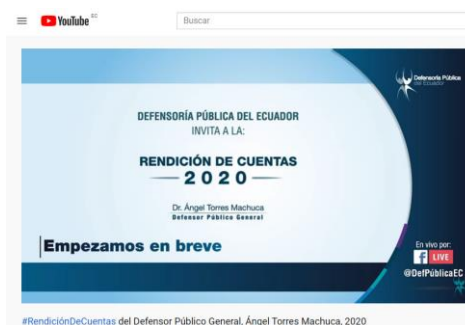 YouTube EC
Buscar
Defensoría Pública
del Ecuador
DEFENSORÍA PÚBLICA DEL ECUADOR
INVITA A LA:
RENDICIÓN DE CUENTAS
2020
Dr. Ángel Torres Machuca
Defensor Público General
Empezamos en breve
En vivo por:
f LIVE
@DefPúblicaEC
#RendiciónDeCuentas del Defensor Público General, Ángel Torres Machuca, 2020